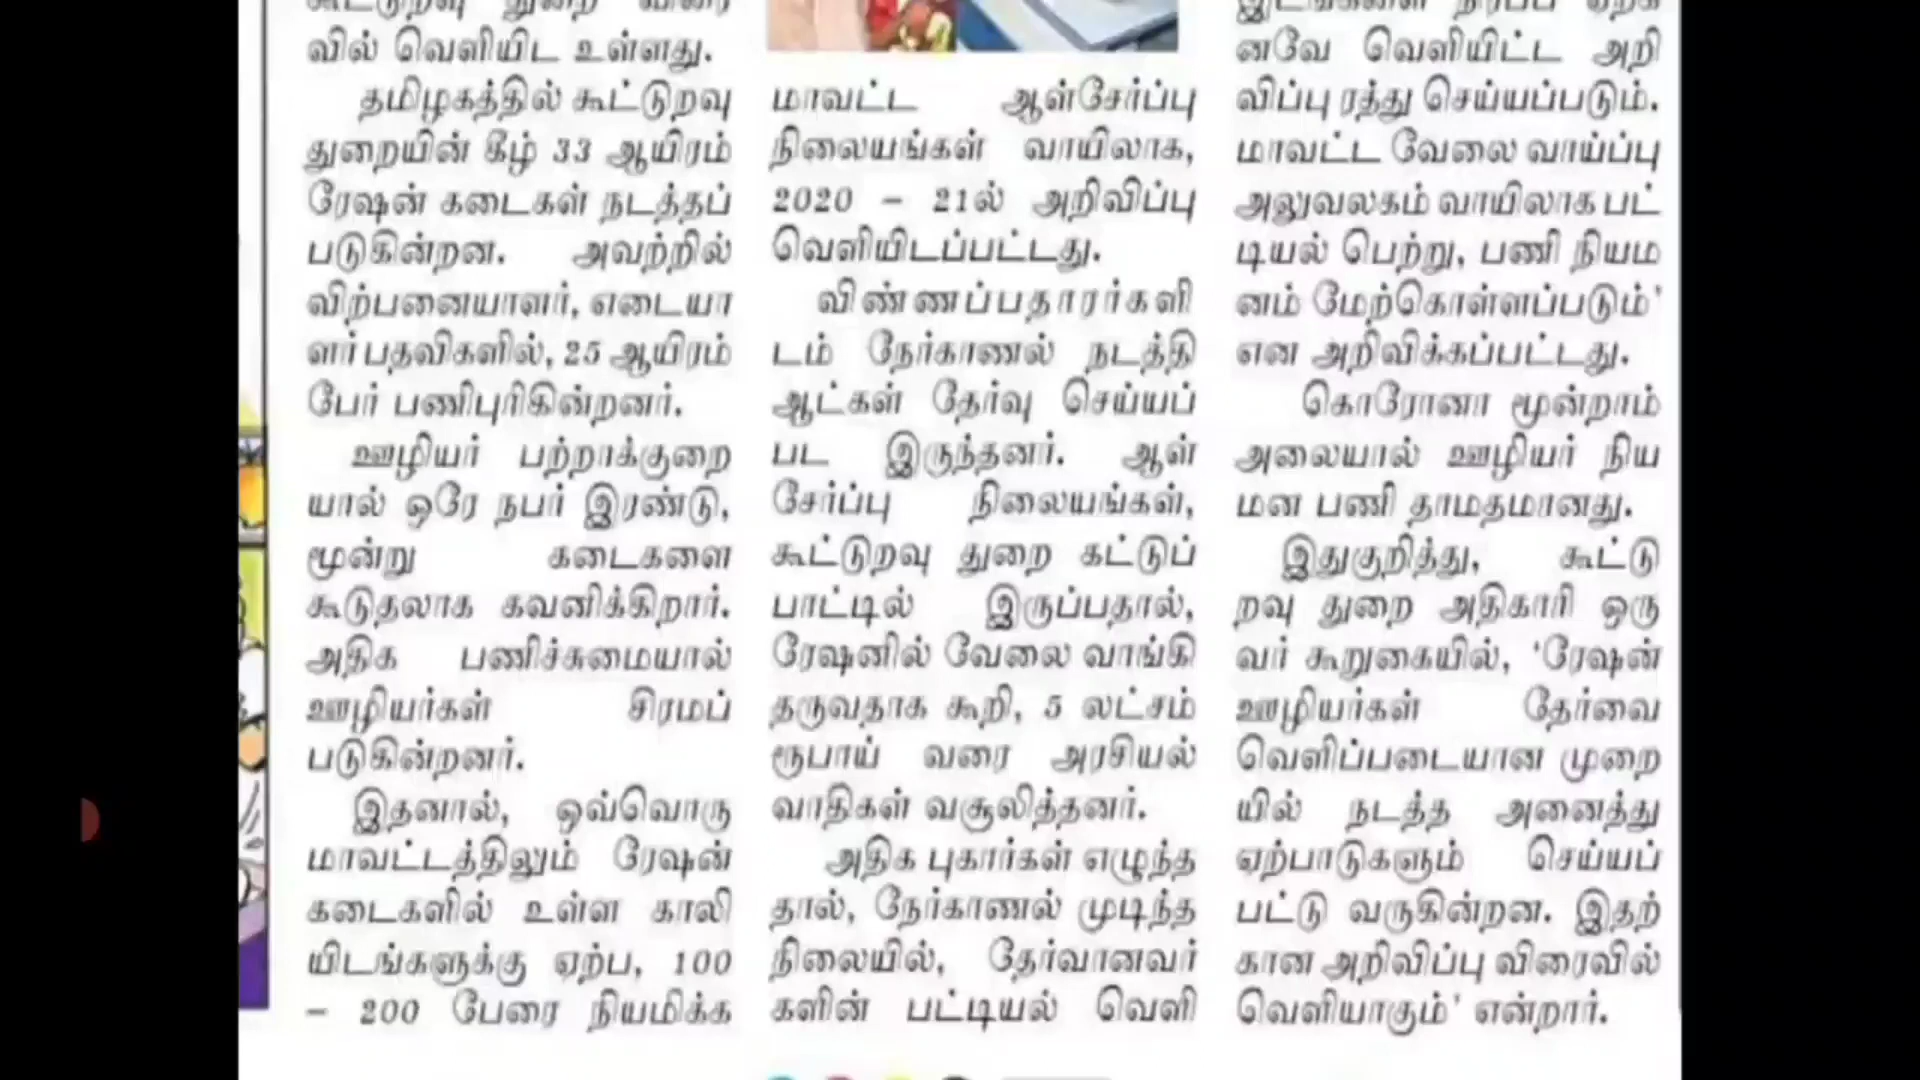 கூட்டுறவு துறை விரை
வில் வெளியிட உள்ளது.
தமிழகத்தில் கூட்டுறவு
துறையின் கீழ் 33 ஆயிரம்
ரேஷன் கடைகள் நடத்தப்
படுகின்றன. அவற்றில்
விற்பனையாளர், எடையா
ளர் பதவிகளில், 25 ஆயிரம்
பேர் பணிபுரிகின்றனர்.
ஊழியர் பற்றாக்குறை
யால் ஒரே நபர் இரண்டு,
மூன்று கடைகளை
கூடுதலாக கவனிக்கிறார்.
அதிக பணிச்சுமையால்
ஊழியர்கள் சிரமப்
படுகின்றனர்.
இதனால், ஒவ்வொரு
மாவட்டத்திலும் ரேஷன்
கடைகளில் உள்ள காலி
யிடங்களுக்கு ஏற்ப, 100
– 200 பேரை நியமிக்க
மாவட்ட ஆள்சேர்ப்பு
நிலையங்கள் வாயிலாக,
2020 – 21ல் அறிவிப்பு
வெளியிடப்பட்டது.
விண்ணப்பதாரர்களி
டம் நேர்காணல் நடத்தி
ஆட்கள் தேர்வு செய்யப்
பட இருந்தனர். ஆள்
சேர்ப்பு நிலையங்கள்,
கூட்டுறவு துறை கட்டுப்
பாட்டில் இருப்பதால்,
ரேஷனில் வேலை வாங்கி
தருவதாக கூறி, 5 லட்சம்
ரூபாய் வரை அரசியல்
வாதிகள் வசூலித்தனர்.
அதிக புகார்கள் எழுந்த
தால், நேர்காணல் முடிந்த
நிலையில், தேர்வானவர்
களின் பட்டியல் வெளி
இடங்களை நிரப்ப ஏற்க
னவே வெளியிட்ட அறி
விப்பு ரத்து செய்யப்படும்.
மாவட்ட வேலை வாய்ப்பு
அலுவலகம் வாயிலாக பட்
டியல் பெற்று, பணி நியம
னம் மேற்கொள்ளப்படும்'
என அறிவிக்கப்பட்டது.
கொரோனா மூன்றாம்
அலையால் ஊழியர் நிய
மன பணி தாமதமானது.
இதுகுறித்து, கூட்டு
றவு துறை அதிகாரி ஒரு
வர் கூறுகையில், 'ரேஷன்
ஊழியர்கள் தேர்வை
வெளிப்படையான முறை
யில் நடத்த அனைத்து
ஏற்பாடுகளும் செய்யப்
பட்டு வருகின்றன. இதற்
கான அறிவிப்பு விரைவில்
வெளியாகும்' என்றார்.